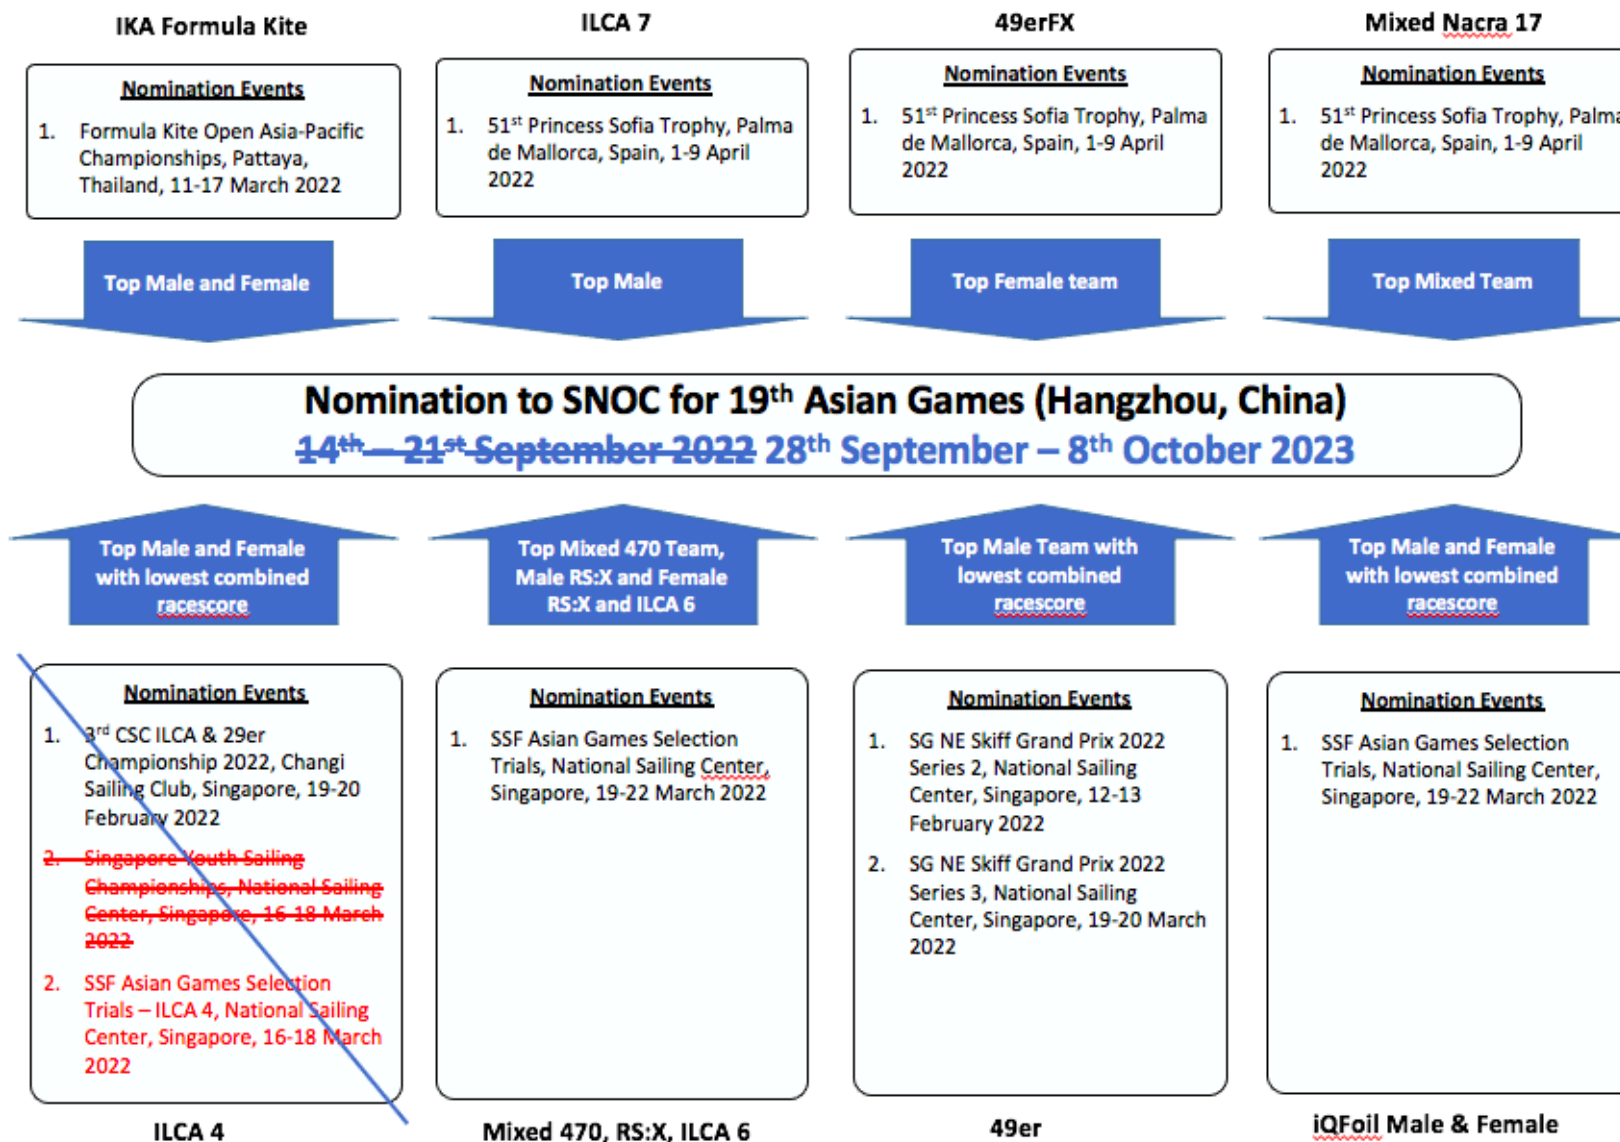 IKA Formula Kite
Nomination Events
1. Formula Kite Open Asia-Pacific
Championships, Pattaya,
Thailand, 11-17 March 2022
Top Male and Female
ILCA 7
Nomination Events
1. 51st Princess Sofia Trophy, Palma
de Mallorca, Spain, 1-9 April
2022
Top Male
49erFX
Nomination Events
1. 51st Princess Sofia Trophy, Palma
de Mallorca, Spain, 1-9 April
2022
Top Female team
Mixed Nacra 17
Nomination Events
1. 51st Princess Sofia Trophy, Palma
de Mallorca, Spain, 1-9 April
2022
Top Mixed Team
Nomination to SNOC for 19th Asian Games (Hangzhou, China)
14th – 21st September 2022 28th September – 8th October 2023
Top Male and Female
with lowest combined
racescore
Nomination Events
1. 3rd CSC ILCA & 29er
Championship 2022, Changi
Sailing Club, Singapore, 19-20
February 2022
2. Singapore Youth Sailing
Championships, National Sailing
Center, Singapore, 16-18 March
2022
2. SSF Asian Games Selection
Trials – ILCA 4, National Sailing
Center, Singapore, 16-18 March
2022
ILCA 4
Top Mixed 470 Team,
Male RS:X and Female
RS:X and ILCA 6
Nomination Events
1. SSF Asian Games Selection
Trials, National Sailing Center,
Singapore, 19-22 March 2022
Mixed 470, RS:X, ILCA 6
Top Male Team with
lowest combined
racescore
Nomination Events
1. SG NE Skiff Grand Prix 2022
Series 2, National Sailing
Center, Singapore, 12-13
February 2022
2. SG NE Skiff Grand Prix 2022
Series 3, National Sailing
Center, Singapore, 19-20 March
2022
49er
Top Male and Female
with lowest combined
racescore
Nomination Events
1. SSF Asian Games Selection
Trials, National Sailing Center,
Singapore, 19-22 March 2022
iQFoil Male & Female